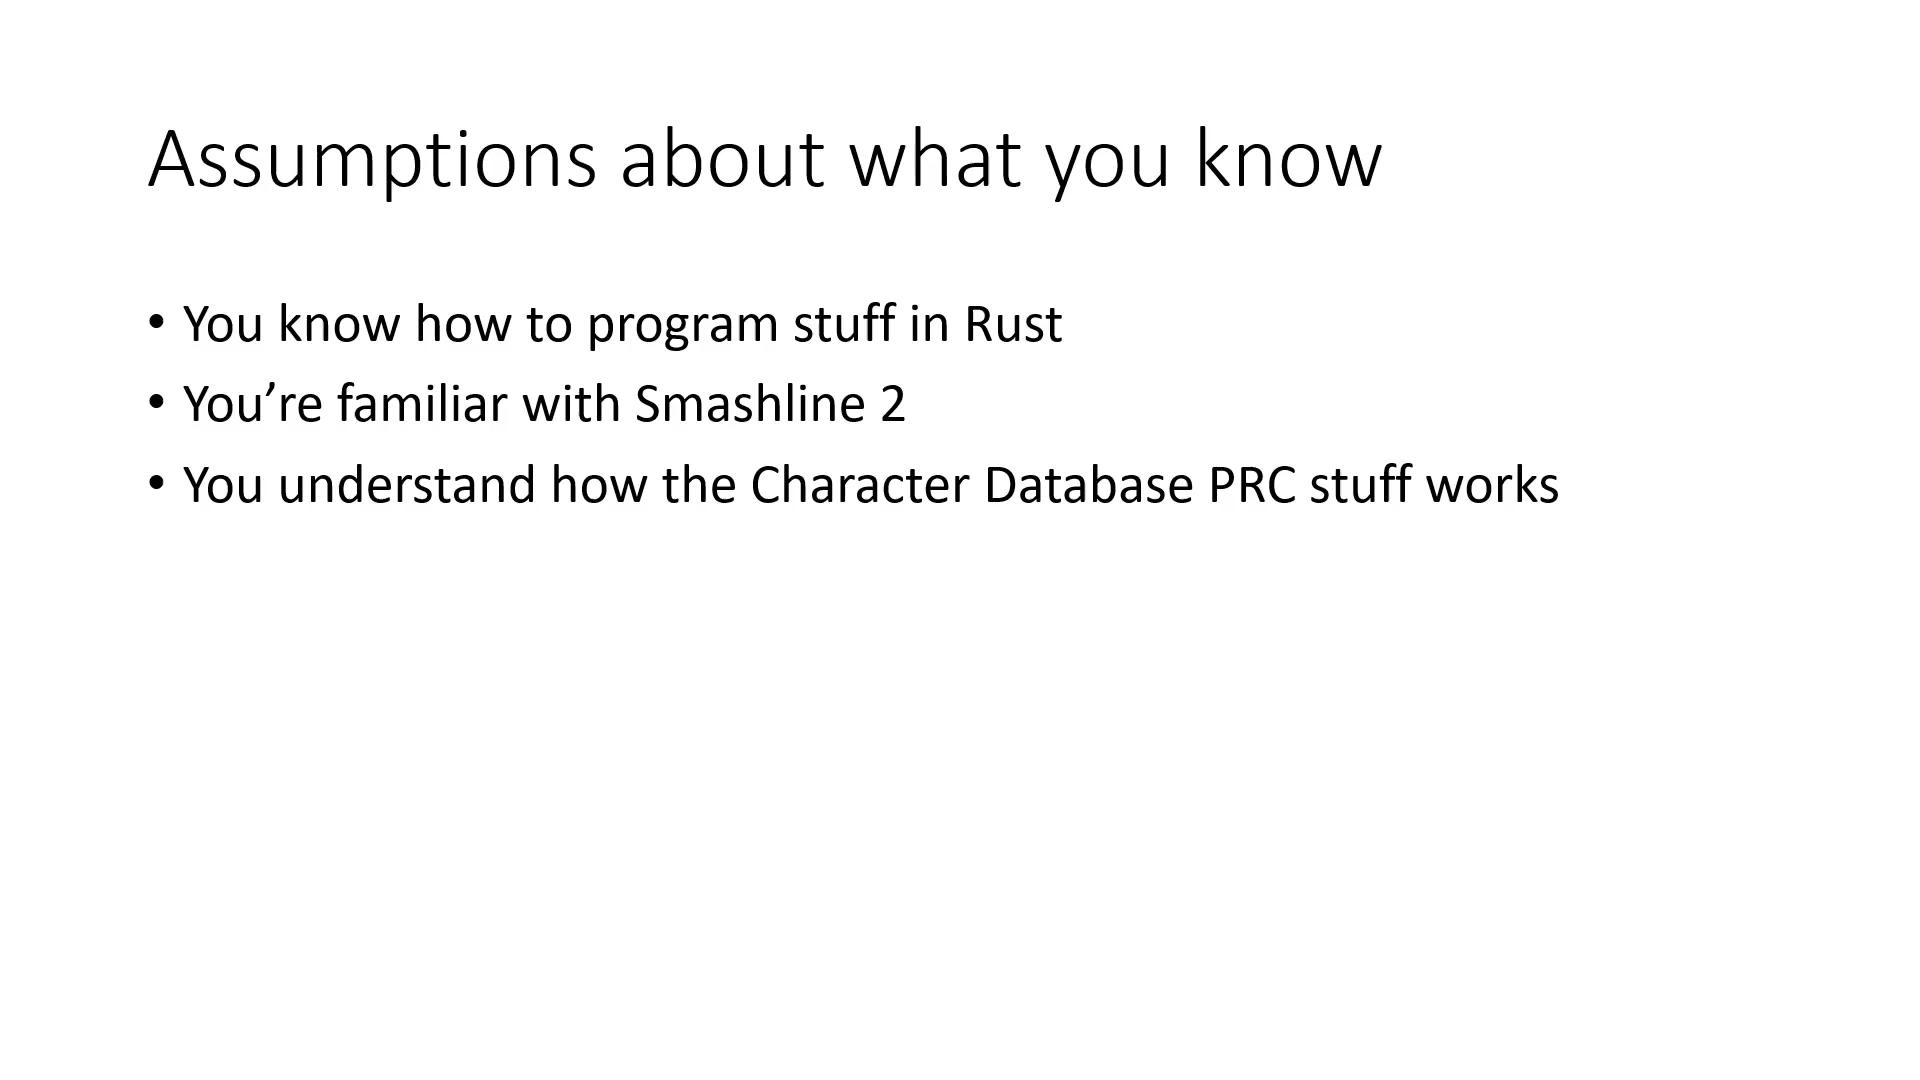 Assumptions about what you know
• You know how to program stuff in Rust
• You’re familiar with Smashline 2
• You understand how the Character Database PRC stuff works